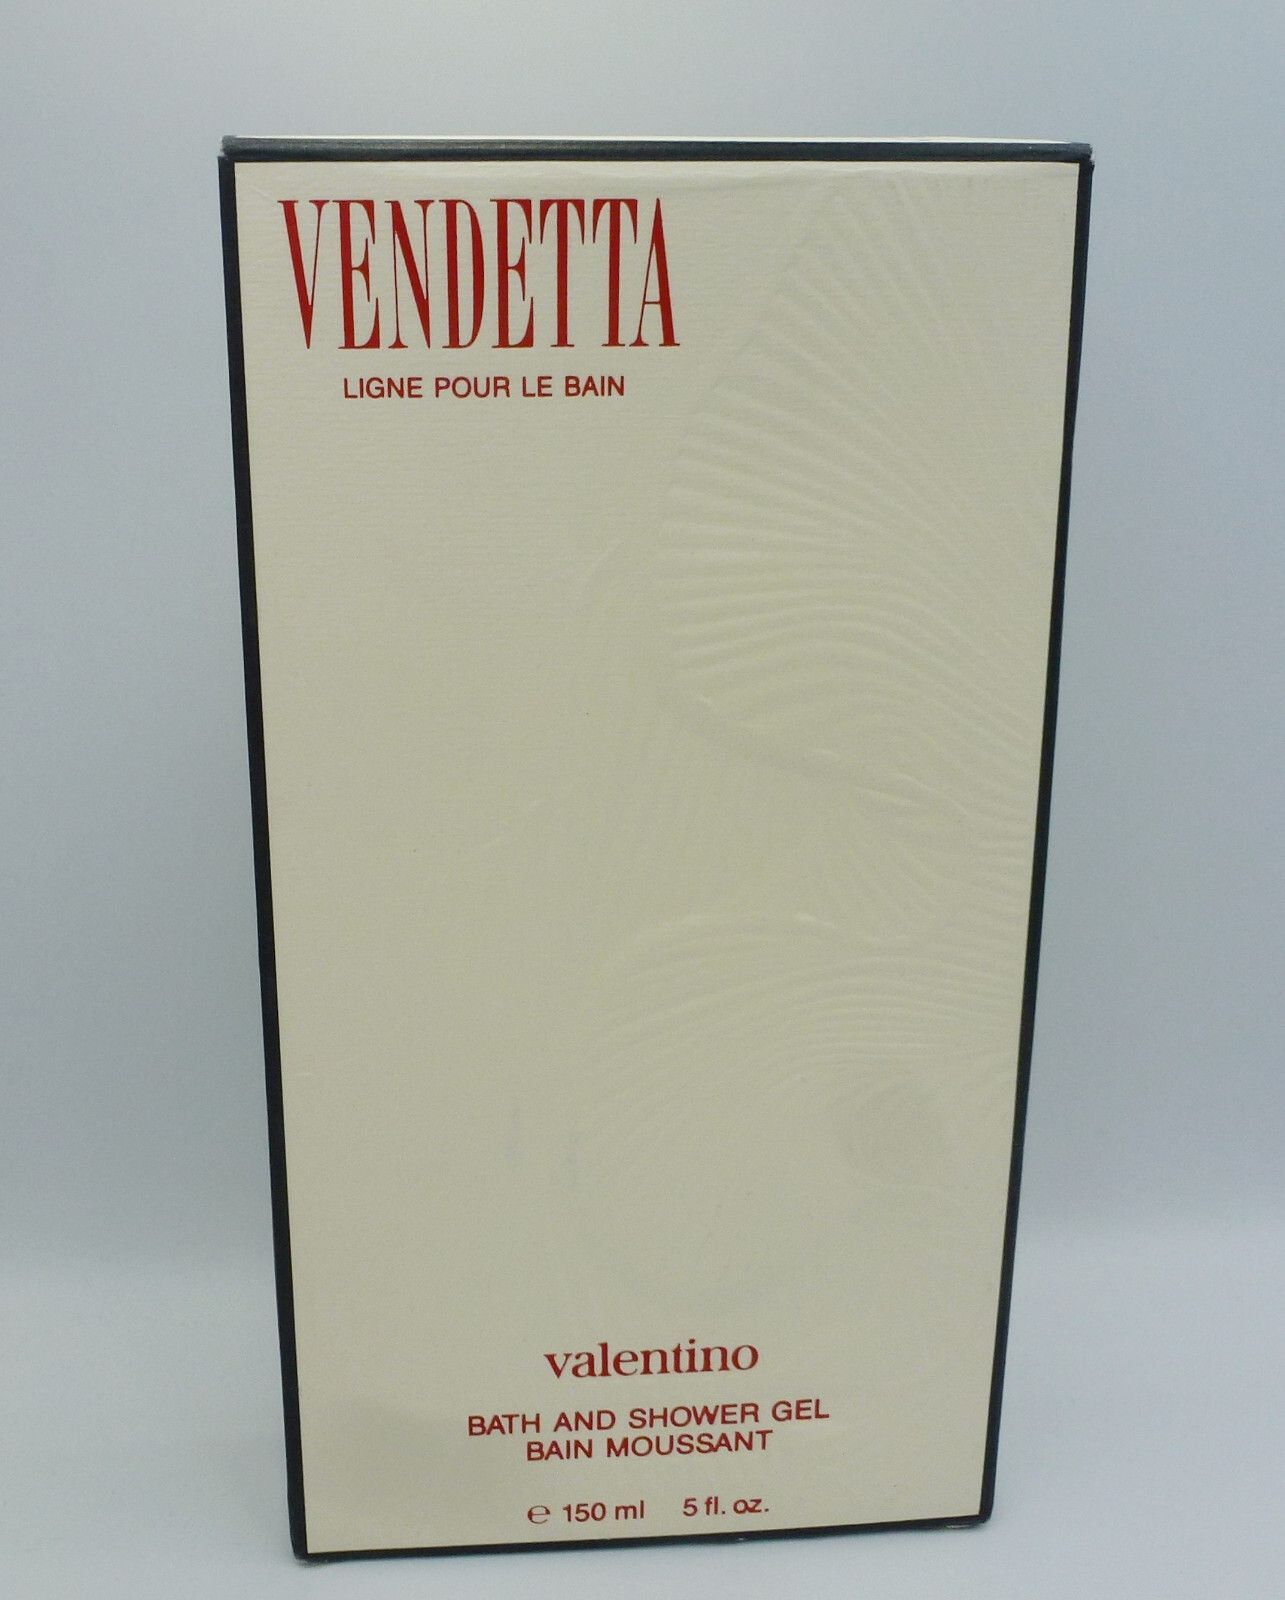 VENDETTA
LIGNE POUR LE BAIN
valentino
BATH AND SHOWER GEL
BAIN MOUSSANT
℮ 150 ml 5 fl. oz.